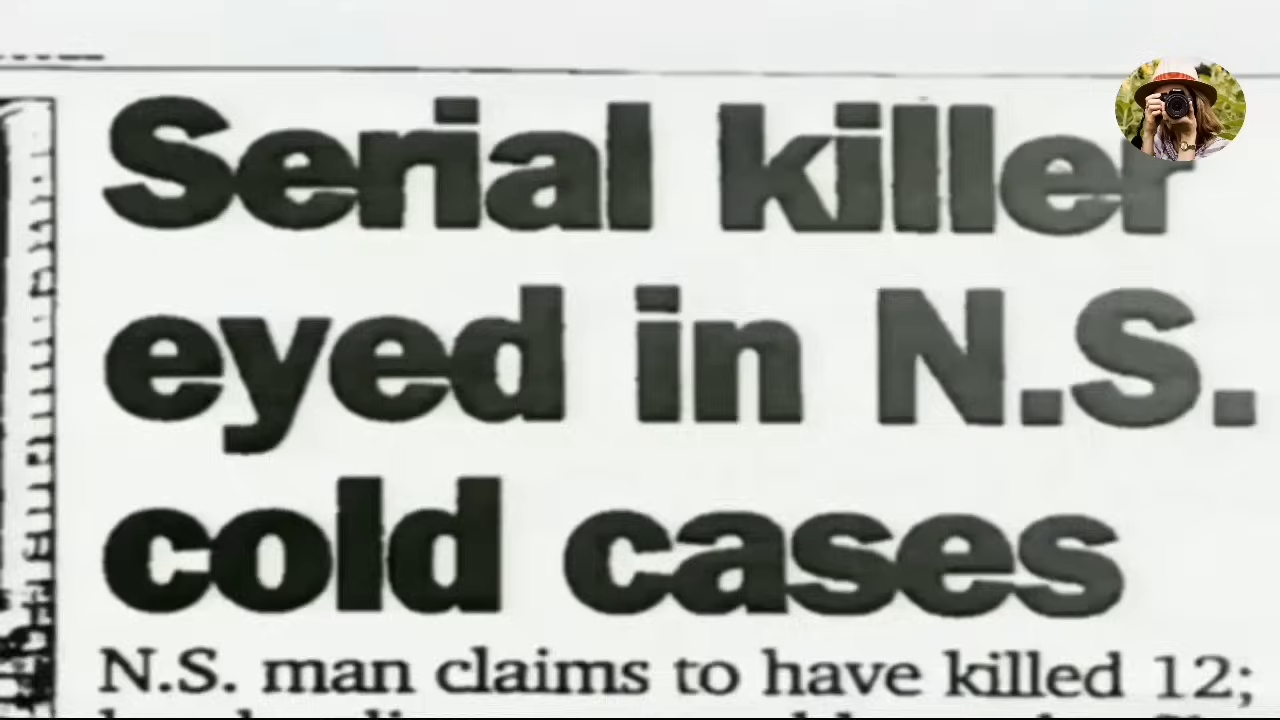 Serial killer
eyed in N.S.
cold cases
N.S. man claims to have killed 12;